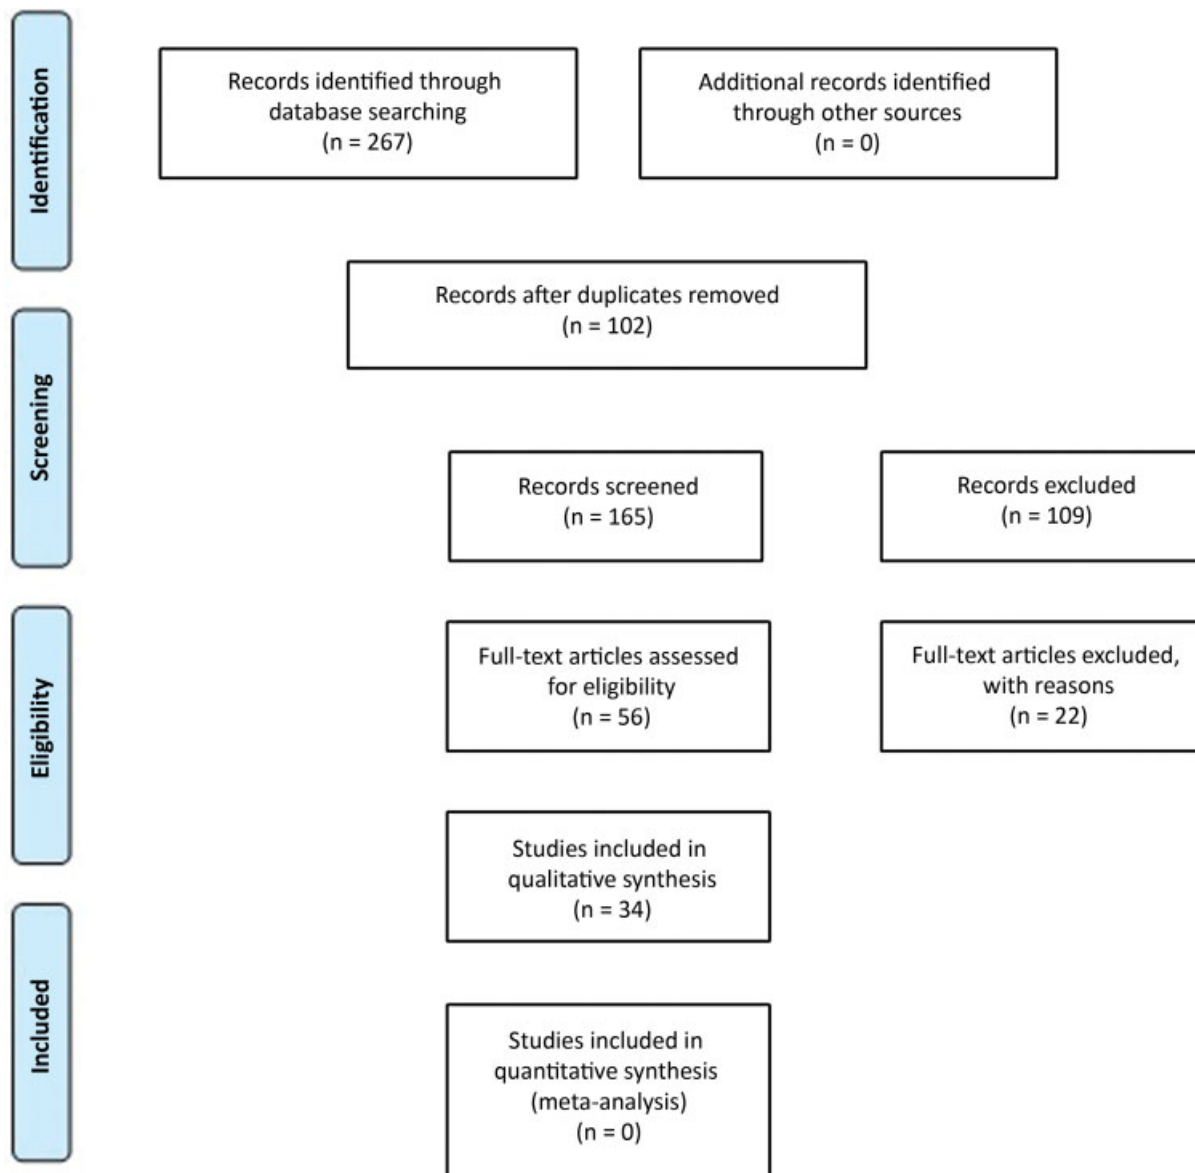 Identification
Records identified through
database searching
(n = 267)
Additional records identified
through other sources
(n = 0)
Records after duplicates removed
(n = 102)
Screening
Records screened
(n = 165)
Records excluded
(n = 109)
Eligibility
Full-text articles assessed
for eligibility
(n = 56)
Full-text articles excluded,
with reasons
(n = 22)
Studies included in
qualitative synthesis
(n = 34)
Included
Studies included in
quantitative synthesis
(meta-analysis)
(n = 0)